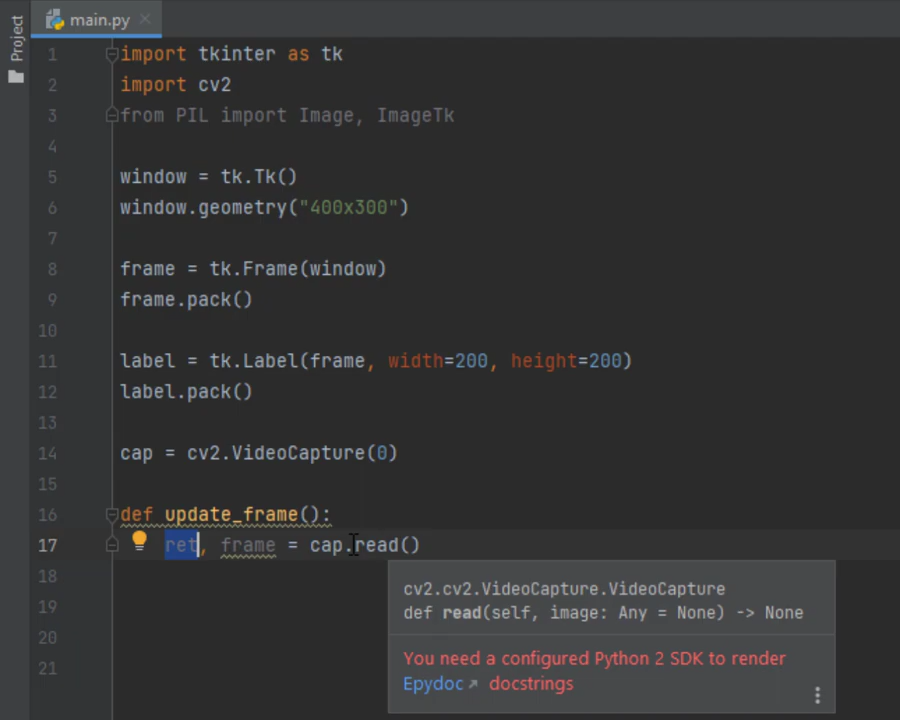 Project
main.py
1 import tkinter as tk
2 import cv2
3 from PIL import Image, ImageTk
4
5 window = tk.Tk()
6 window.geometry("400x300")
7
8 frame = tk.Frame(window)
9 frame.pack()
10
11 label = tk.Label(frame, width=200, height=200)
12 label.pack()
13
14 cap = cv2.VideoCapture(0)
15
16 def update_frame():
17 ret, frame = cap.read()
18
19
20
21
cv2.cv2.VideoCapture.VideoCapture
def read(self, image: Any = None) -> None
You need a configured Python 2 SDK to render
Epydoc docstrings